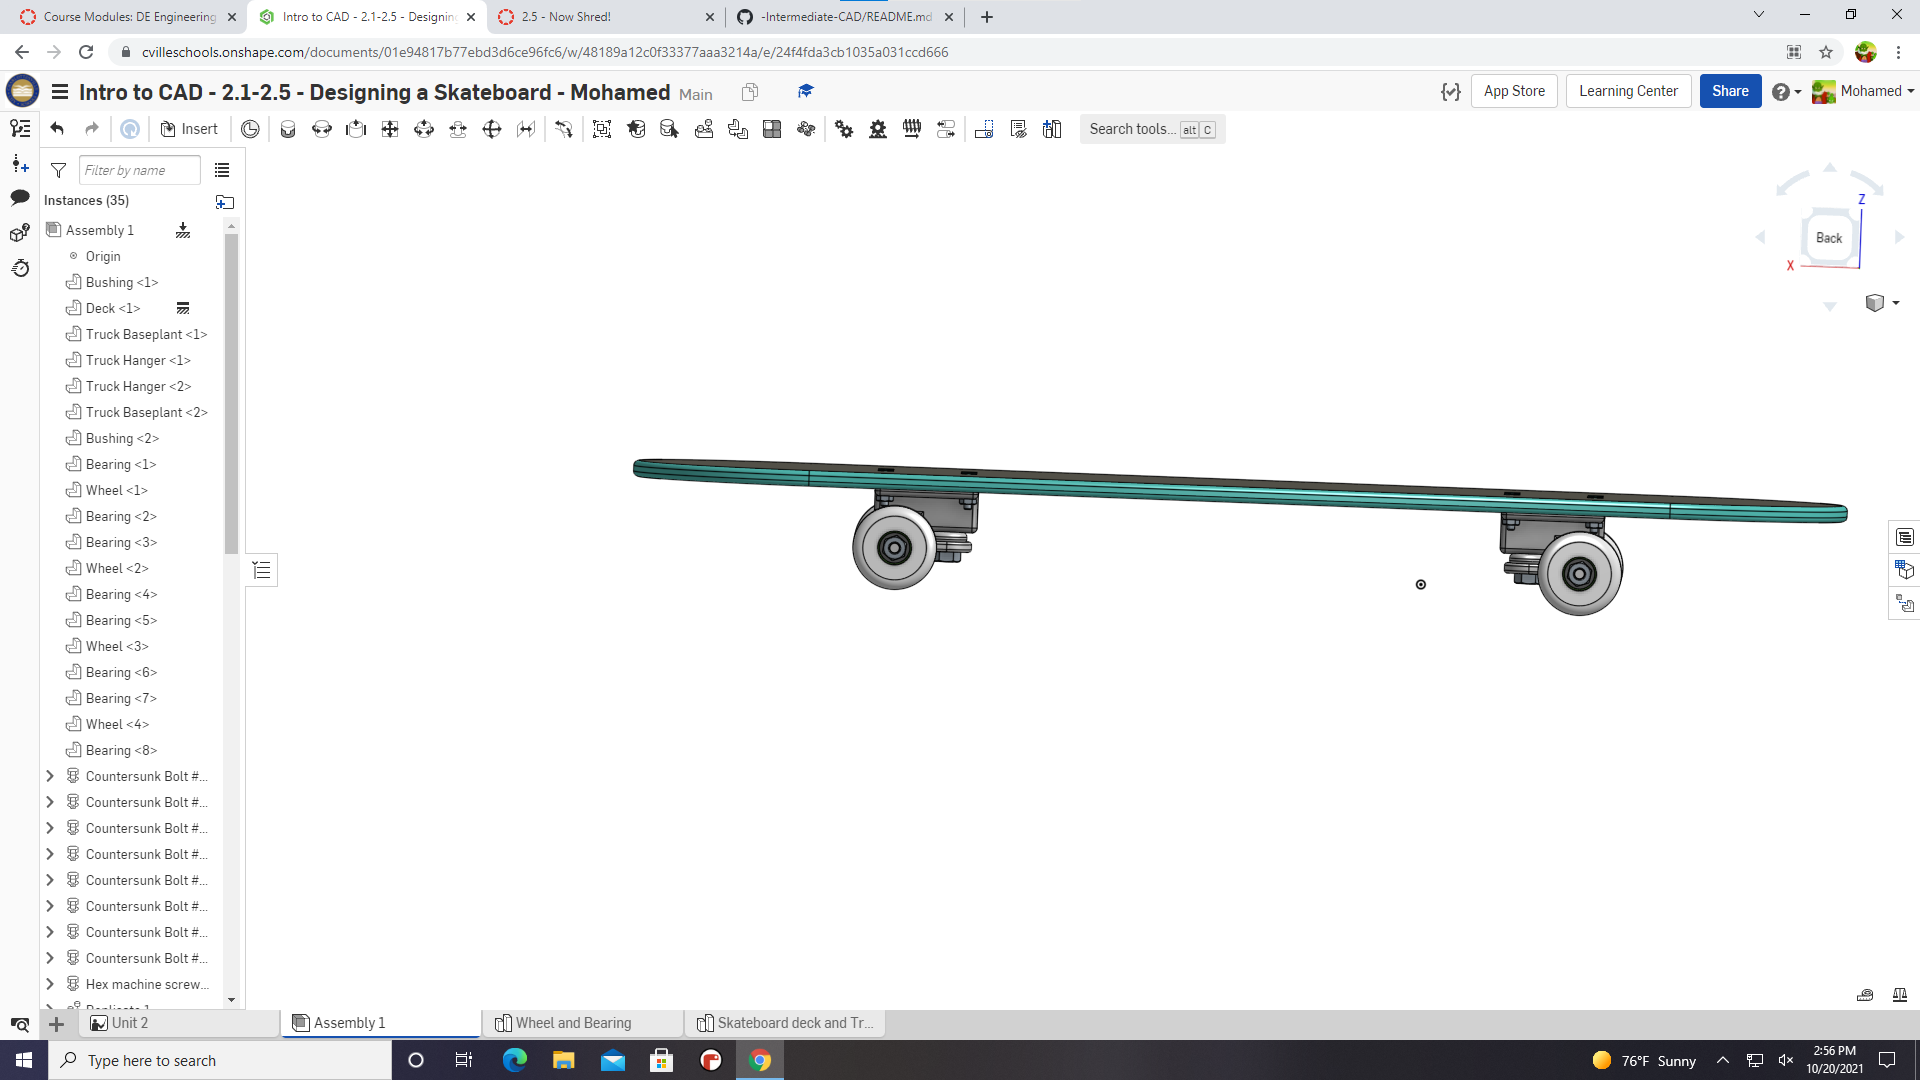 Course Modules: DE Engineering
Intro to CAD - 2.1-2.5 - Designing
2.5 - Now Shred!
-Intermediate-CAD/README.md
cvilleschools.onshape.com/documents/01e94817b77ebd3d6ce96fc6/w/48189a12c0f33377aaa3214a/e/24f4fda3cb1035a031ccd666
Intro to CAD - 2.1-2.5 - Designing a Skateboard - Mohamed Main
App Store
Learning Center
Share
Mohamed
Insert
Search tools... alt C
Filter by name
Instances (35)
Assembly 1
Origin
Bushing <1>
Deck <1>
Truck Baseplant <1>
Truck Hanger <1>
Truck Hanger <2>
Truck Baseplant <2>
Bushing <2>
Bearing <1>
Wheel <1>
Bearing <2>
Bearing <3>
Wheel <2>
Bearing <4>
Bearing <5>
Wheel <3>
Bearing <6>
Bearing <7>
Wheel <4>
Bearing <8>
Countersunk Bolt #...
Countersunk Bolt #...
Countersunk Bolt #...
Countersunk Bolt #...
Countersunk Bolt #...
Countersunk Bolt #...
Countersunk Bolt #...
Countersunk Bolt #...
Hex machine screw...
Replicate 1
Z
Back
X
Unit 2
Assembly 1
Wheel and Bearing
Skateboard deck and Tr...
Type here to search
76°F Sunny
2:56 PM
10/20/2021